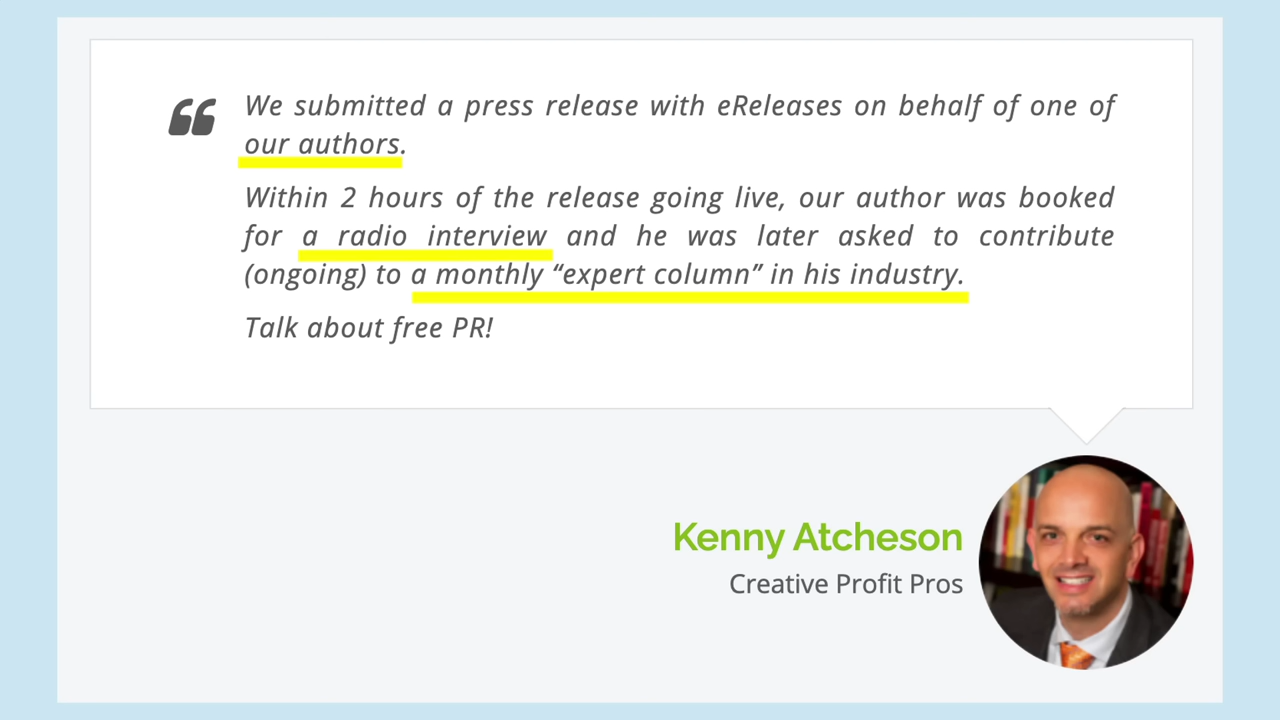 We submitted a press release with eReleases on behalf of one of
our authors.
Within 2 hours of the release going live, our author was booked
for a radio interview and he was later asked to contribute
(ongoing) to a monthly “expert column” in his industry.
Talk about free PR!
Kenny Atcheson
Creative Profit Pros